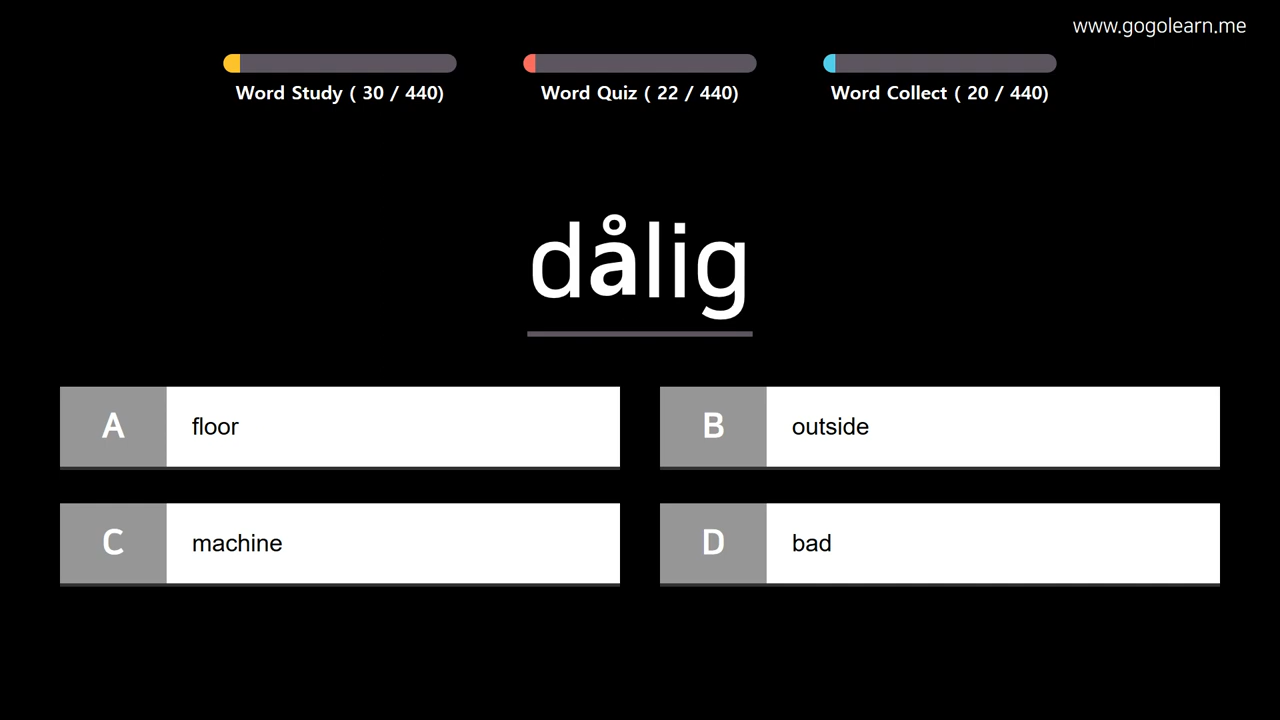 www.gogolearn.me
Word Study ( 30 / 440)
Word Quiz ( 22 / 440)
Word Collect ( 20 / 440)
dålig
A floor
B outside
C machine
D bad